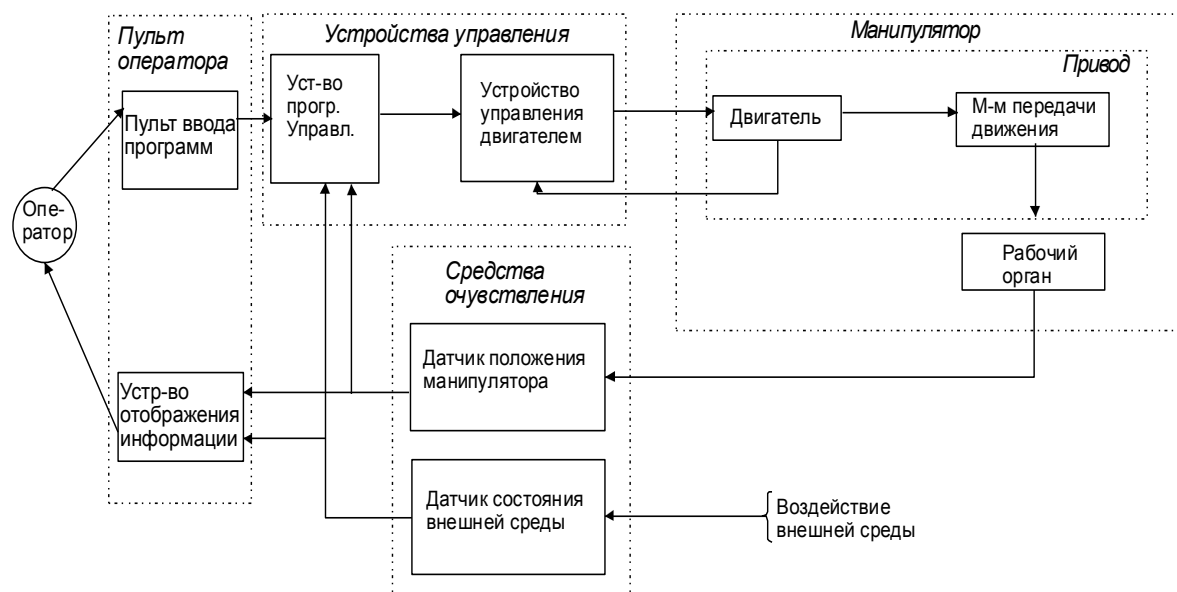 Пульт
оператора
Устройства управления
Манипулятор
Привод
Пульт ввода
программ
Уст-во
прогр.
Управл.
Устройство
управления
двигателем
Двигатель
М-м передачи
движения
Опе-
ратор
Рабочий
орган
Средства
очувствления
Датчик положения
манипулятора
Устр-во
отображения
информации
Датчик состояния
внешней среды
Воздействие
внешней среды